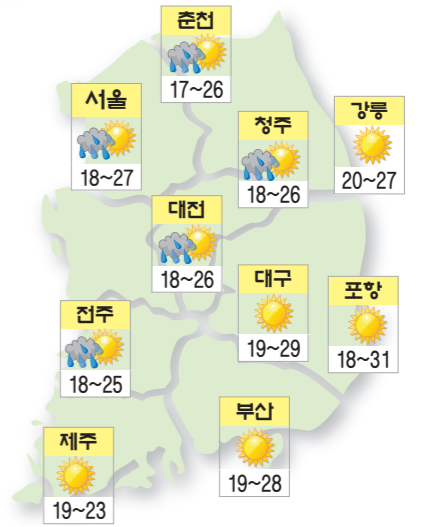 춘천
17~26
서울
18~27
강릉
20~27
청주
18~26
대전
18~26
대구
19~29
포항
18~31
전주
18~25
부산
19~28
제주
19~23